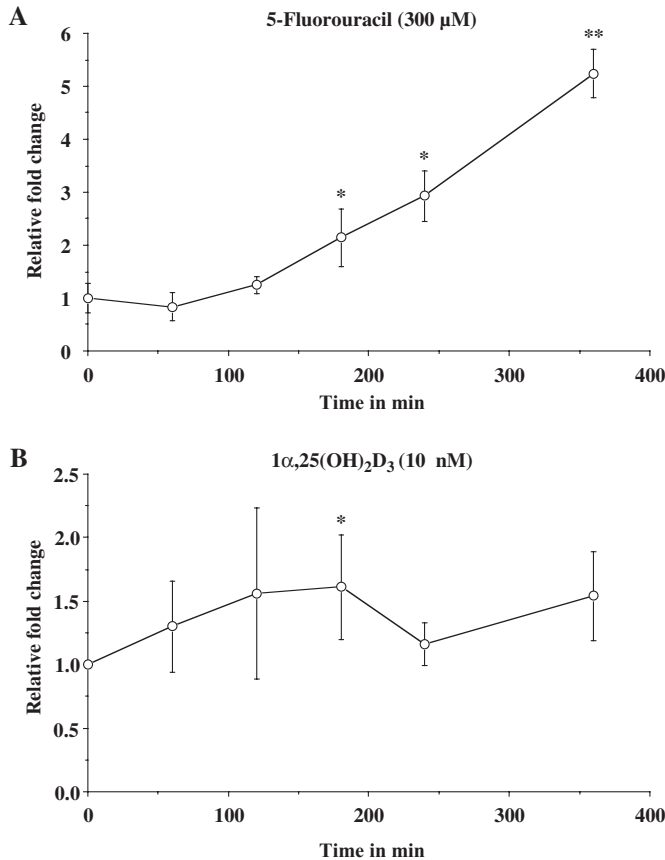 A
5-Fluorouracil (300 µM)
Relative fold change
6
5
4
3
2
1
0
**
*
*
0 100 200 300 400
Time in min
B
1α,25(OH)₂D₃ (10 nM)
Relative fold change
2.5
2.0
1.5
1.0
0.5
0.0
*
0 100 200 300 400
Time in min